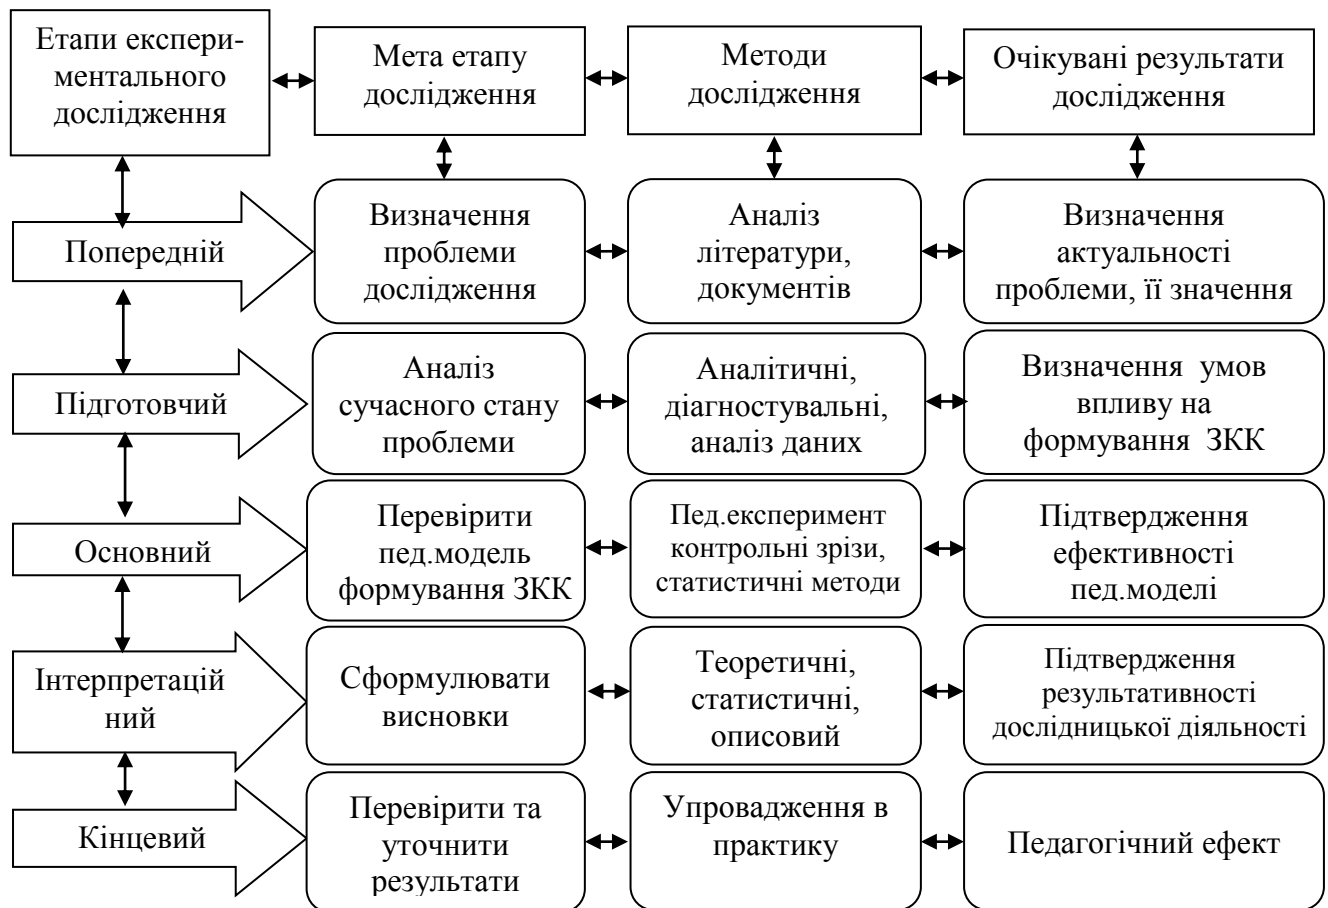 Етапи експери-
ментального
дослідження
Мета етапу
дослідження
Методи
дослідження
Очікувані результати
дослідження
Попередній
Визначення
проблеми
дослідження
Аналіз
літератури,
документів
Визначення
актуальності
проблеми, її значення
Підготовчий
Аналіз
сучасного стану
проблеми
Аналітичні,
діагностувальні,
аналіз даних
Визначення умов
впливу на
формування ЗКК
Основний
Перевірити
пед.модель
формування ЗКК
Пед.експеримент
контрольні зрізи,
статистичні методи
Підтвердження
ефективності
пед.моделі
Інтерпретацій
ний
Сформулювати
висновки
Теоретичні,
статистичні,
описовий
Підтвердження
результативності
дослідницької діяльності
Кінцевий
Перевірити та
уточнити
результати
Упровадження в
практику
Педагогічний ефект